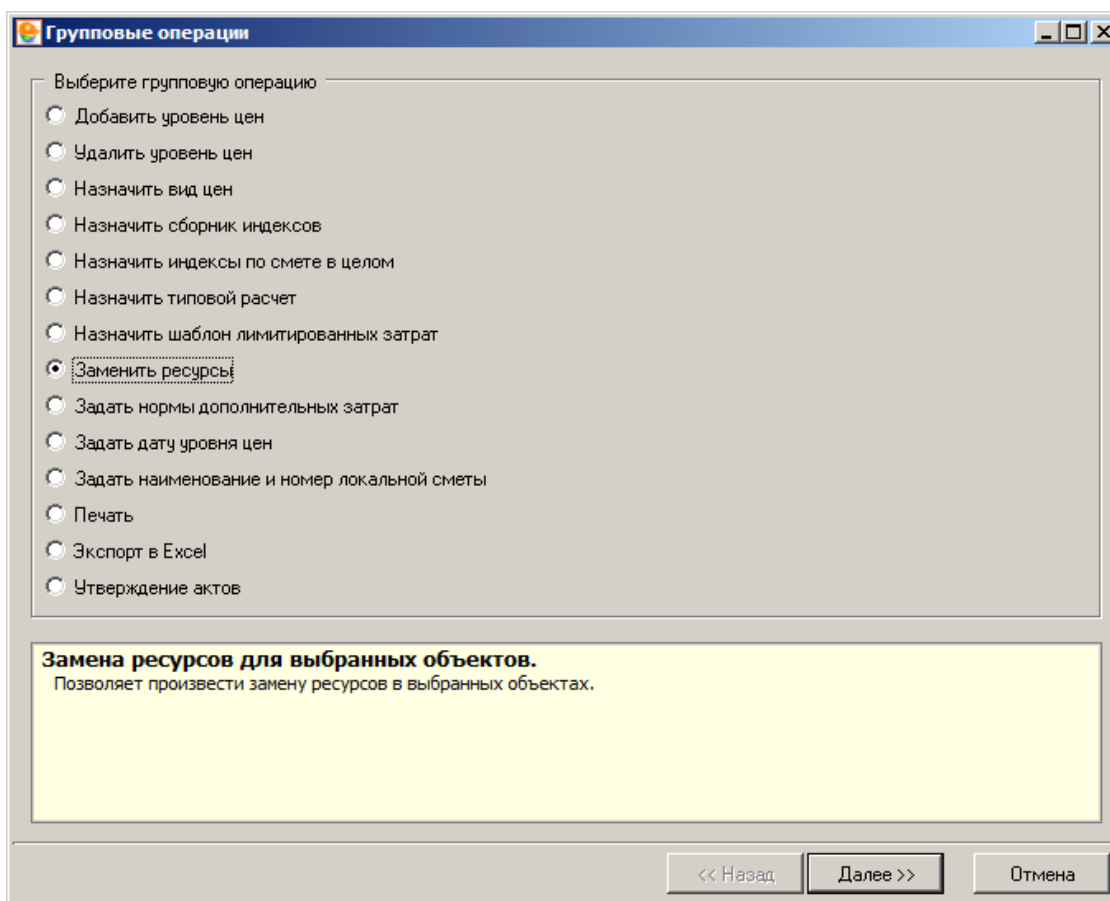 Групповые операции
Выберите групповую операцию
Добавить уровень цен
Удалить уровень цен
Назначить вид цен
Назначить сборник индексов
Назначить индексы по смете в целом
Назначить типовой расчет
Назначить шаблон лимитированных затрат
Заменить ресурсы
Задать нормы дополнительных затрат
Задать дату уровня цен
Задать наименование и номер локальной сметы
Печать
Экспорт в Excel
Утверждение актов
Замена ресурсов для выбранных объектов.
Позволяет произвести замену ресурсов в выбранных объектах.
<< Назад Далее >> Отмена